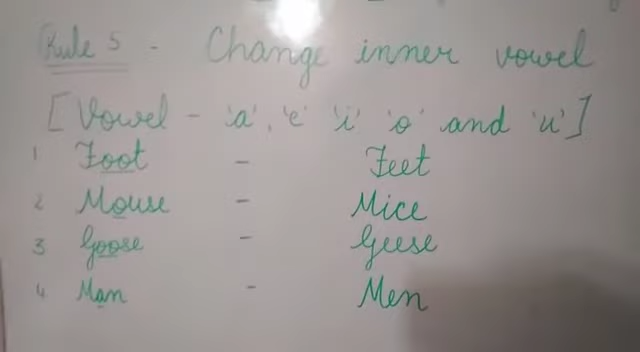 Rule 5 - Change inner vowel
[Vowel - 'a', 'e' 'i' 'o' and 'u']
1 Foot - Feet
2 Mouse - Mice
3 Goose - Geese
4 Man - Men